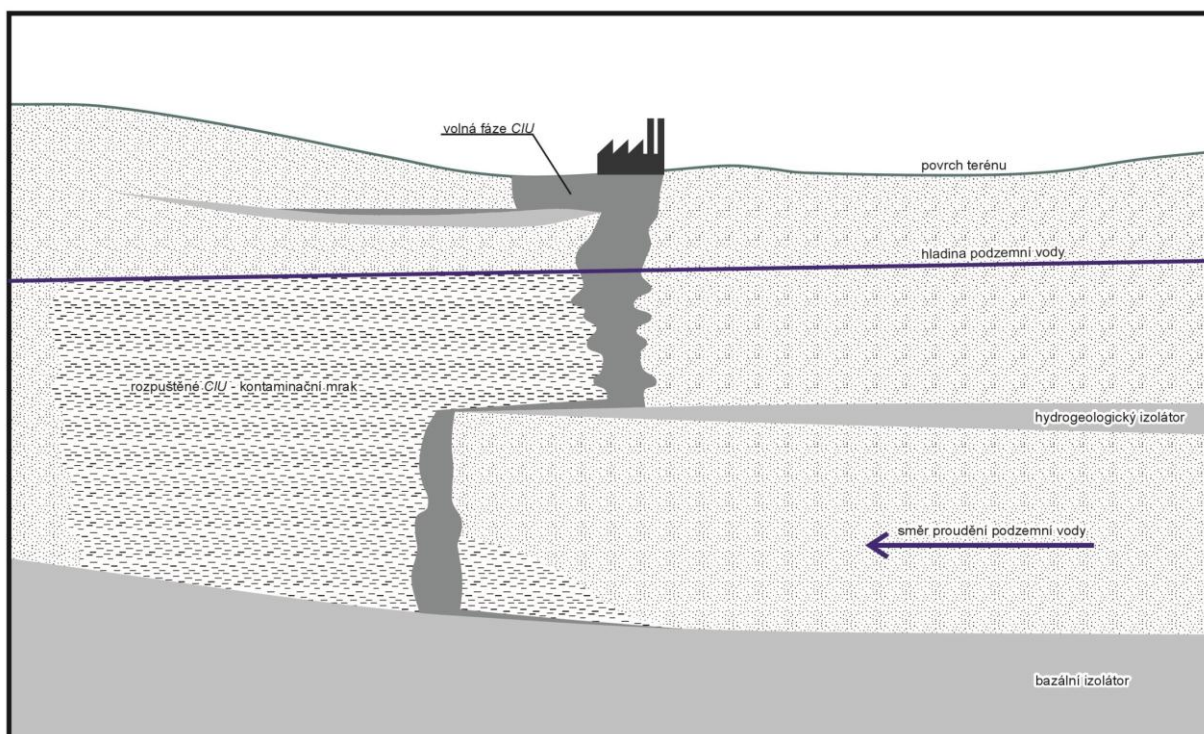 volná fáze ClU
povrch terénu
hladina podzemní vody
rozpuštěné ClU - kontaminační mrak
hydrogeologický izolátor
směr proudění podzemní vody
bazální izolátor